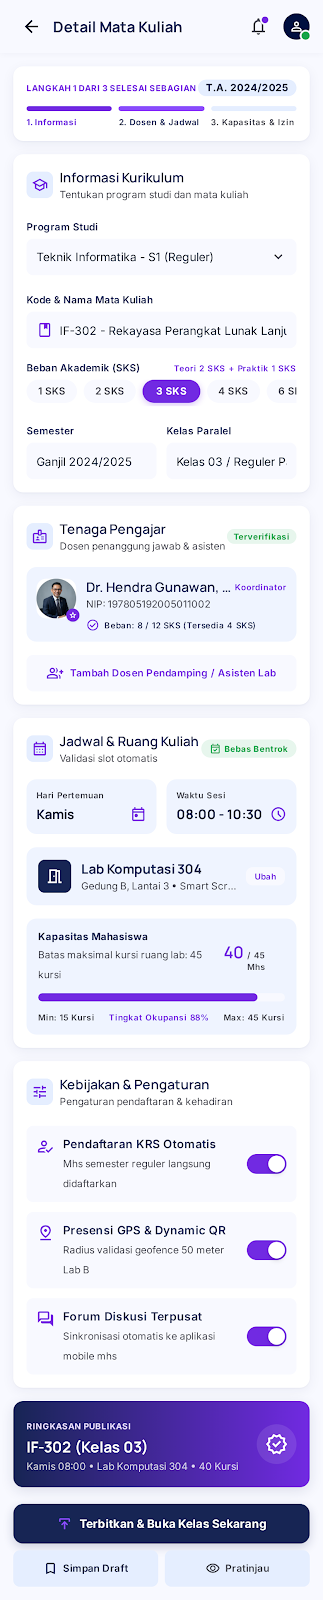 Detail Mata Kuliah
LANGKAH 1 DARI 3 SELESAI SEBAGIAN
T.A. 2024/2025
1. Informasi
2. Dosen & Jadwal
3. Kapasitas & Izin
Informasi Kurikulum
Tentukan program studi dan mata kuliah
Program Studi
Teknik Informatika - S1 (Reguler)
Kode & Nama Mata Kuliah
IF-302 - Rekayasa Perangkat Lunak Lanju
Beban Akademik (SKS)
Teori 2 SKS + Praktik 1 SKS
1 SKS
2 SKS
3 SKS
4 SKS
6 SI
Semester
Kelas Paralel
Ganjil 2024/2025
Kelas 03 / Reguler P
Tenaga Pengajar
Dosen penanggung jawab & asisten
Terverifikasi
Dr. Hendra Gunawan, ...
Koordinator
NIP: 197805192005011002
Beban: 8 / 12 SKS (Tersedia 4 SKS)
Tambah Dosen Pendamping / Asisten Lab
Jadwal & Ruang Kuliah
Validasi slot otomatis
Bebas Bentrok
Hari Pertemuan
Kamis
Waktu Sesi
08:00 - 10:30
Lab Komputasi 304
Gedung B, Lantai 3 • Smart Scr...
Ubah
Kapasitas Mahasiswa
Batas maksimal kursi ruang lab: 45
kursi
40 / 45
Mhs
Min: 15 Kursi
Tingkat Okupansi 88%
Max: 45 Kursi
Kebijakan & Pengaturan
Pengaturan pendaftaran & kehadiran
Pendaftaran KRS Otomatis
Mhs semester reguler langsung
didaftarkan
Presensi GPS & Dynamic QR
Radius validasi geofence 50 meter
Lab B
Forum Diskusi Terpusat
Sinkronisasi otomatis ke aplikasi
mobile mhs
RINGKASAN PUBLIKASI
IF-302 (Kelas 03)
Kamis 08:00 • Lab Komputasi 304 • 40 Kursi
Terbitkan & Buka Kelas Sekarang
Simpan Draft
Pratinjau